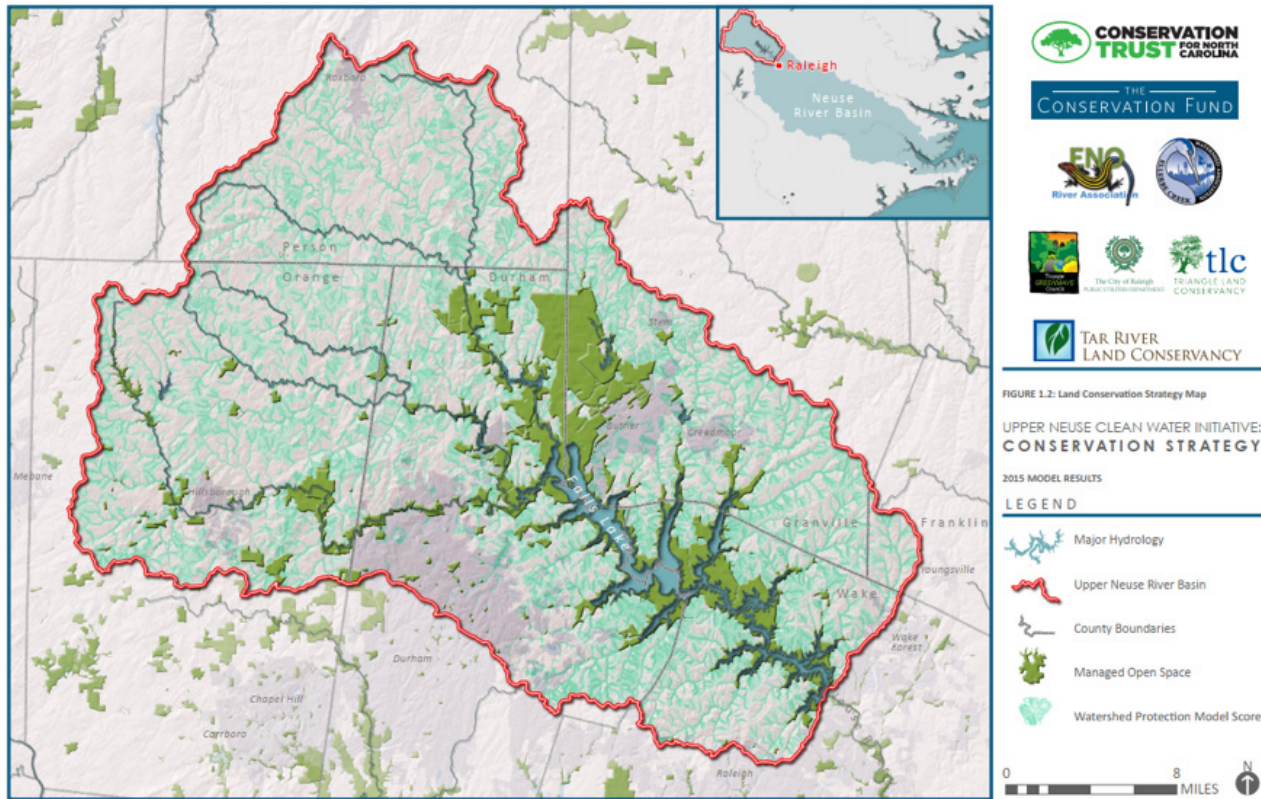 Roxboro
Person
Orange
Durham
Stem
Butner
Creedmoor
Mebane
Hillsborough
Falls Lake
Granville
Franklin
Youngsville
Wake
Wake
Forest
Durham
Chapel Hill
Carrboro
Raleigh
Raleigh
Neuse
River Basin
CONSERVATION
TRUST FOR NORTH
CAROLINA
THE
CONSERVATION FUND
ENO
River Association
ELLERBE CREEK
Triangle
GREENWAYS
COUNCIL
The City of Raleigh
PUBLIC UTILITIES DEPARTMENT
tlc
TRIANGLE LAND
CONSERVANCY
TAR RIVER
LAND CONSERVANCY
FIGURE 1.2: Land Conservation Strategy Map
UPPER NEUSE CLEAN WATER INITIATIVE:
CONSERVATION STRATEGY
2015 MODEL RESULTS
LEGEND
Major Hydrology
Upper Neuse River Basin
County Boundaries
Managed Open Space
Watershed Protection Model Score
0 8
MILES
N